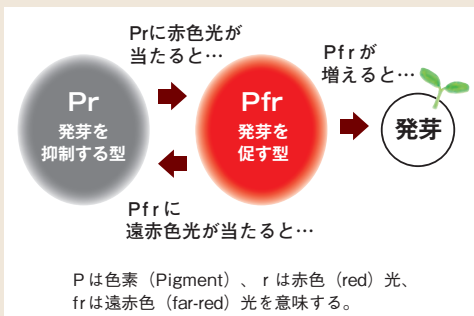 Prに赤色光が
当たると…
Pfrが
増えると…
Pr
発芽を
抑制する型
Pfr
発芽を
促す型
発芽
Pfrに
遠赤色光が当たると…
Pは色素（Pigment）、rは赤色（red）光、
frは遠赤色（far-red）光を意味する。